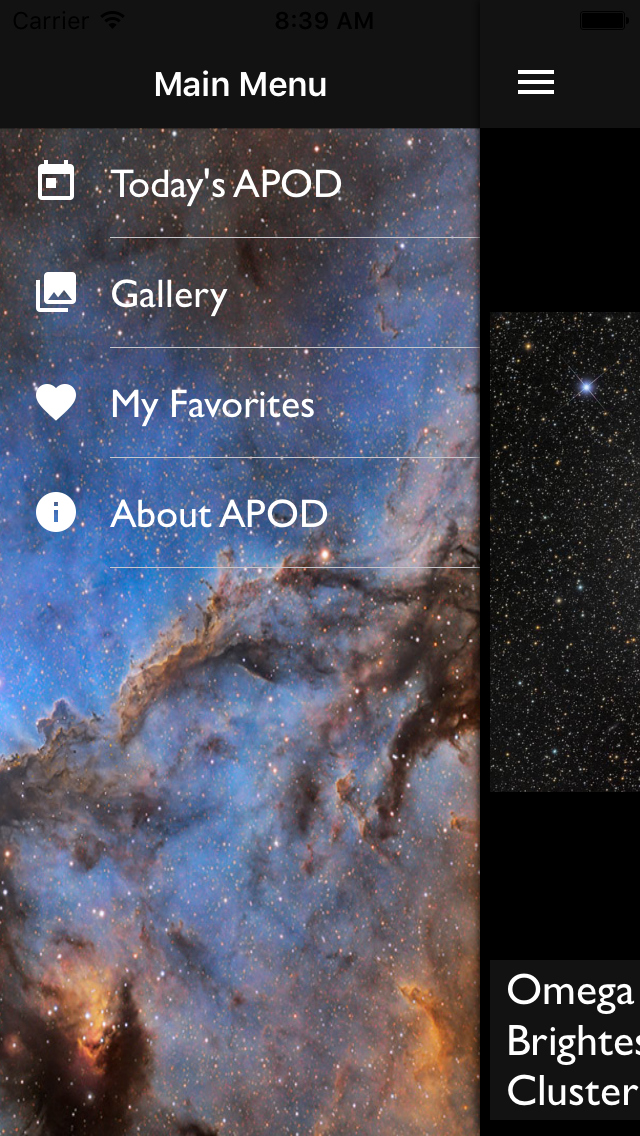 Carrier 8:39 AM
Main Menu
Today's APOD
Gallery
My Favorites
About APOD
Omega
Brightes
Cluster